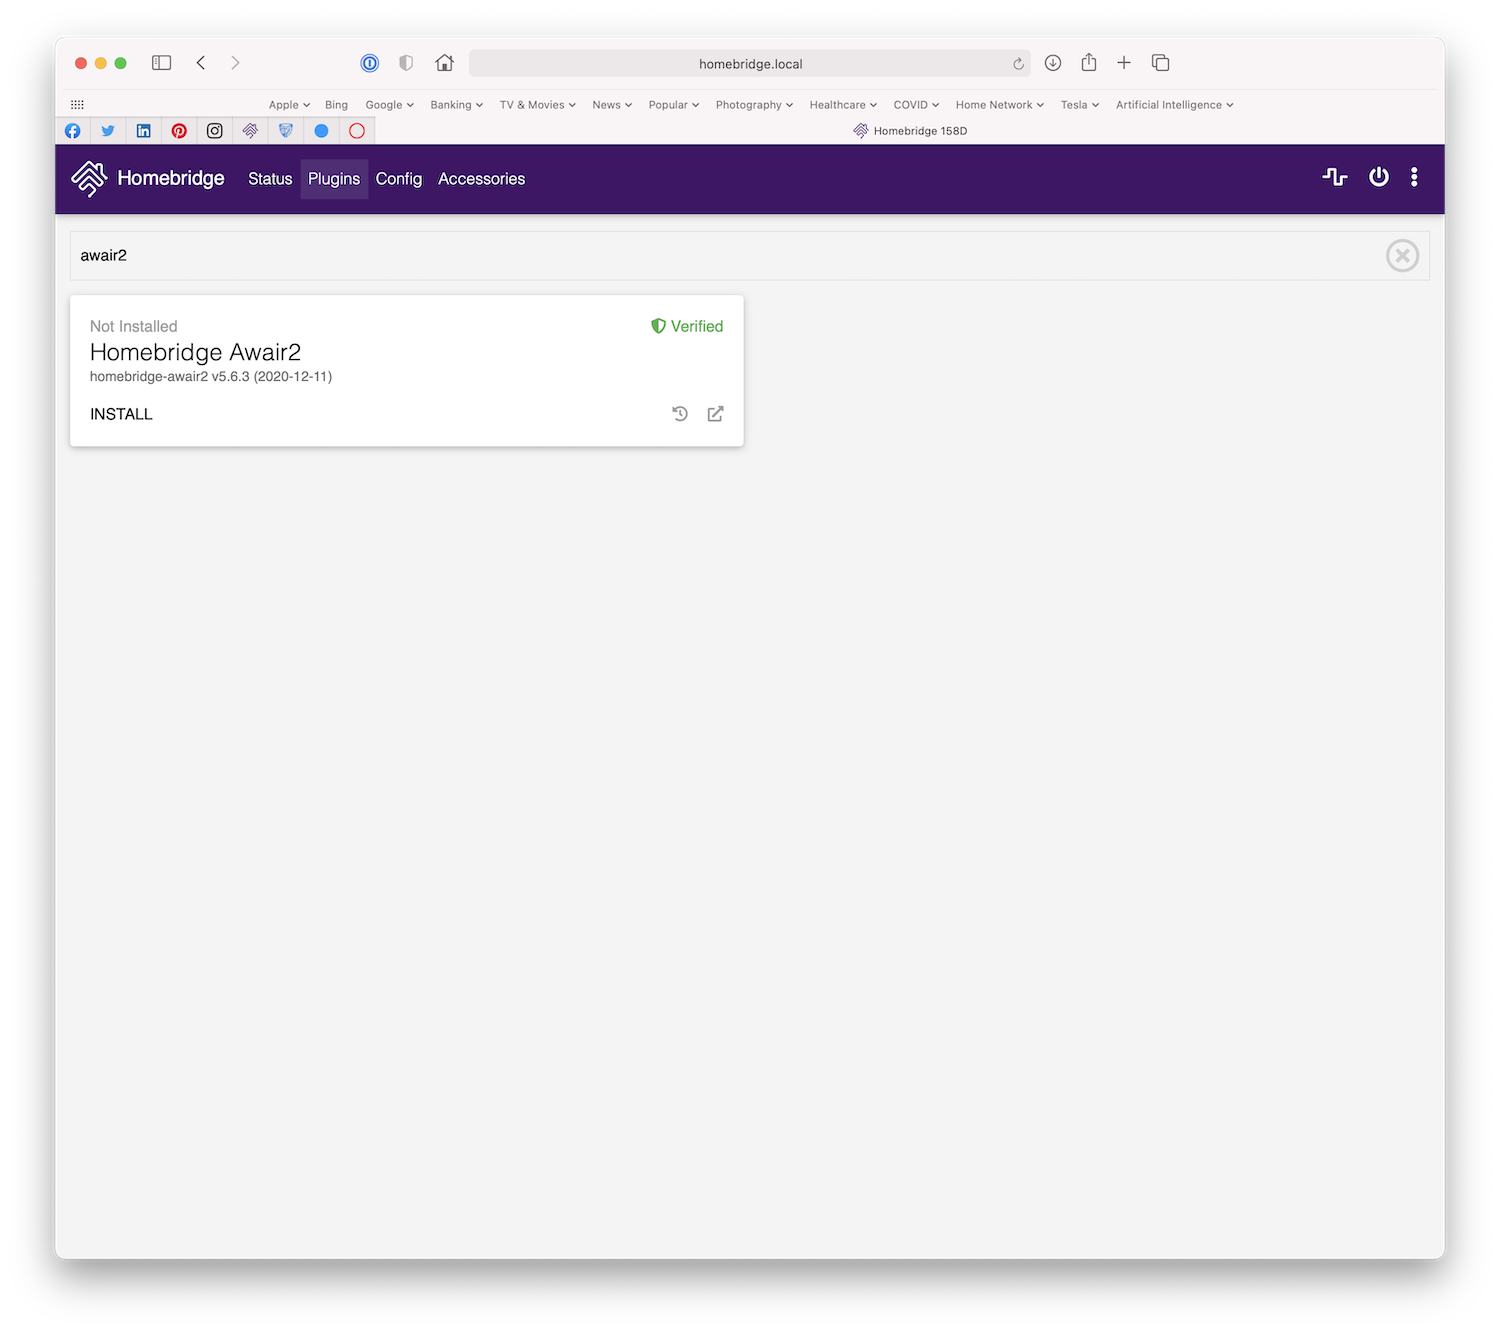 homebridge.local
Apple Bing Google Banking TV & Movies News Popular Photography Healthcare COVID Home Network Tesla Artificial Intelligence
Homebridge 158D
Homebridge Status Plugins Config Accessories
awair2
Not Installed Verified
Homebridge Awair2
homebridge-awair2 v5.6.3 (2020-12-11)
INSTALL